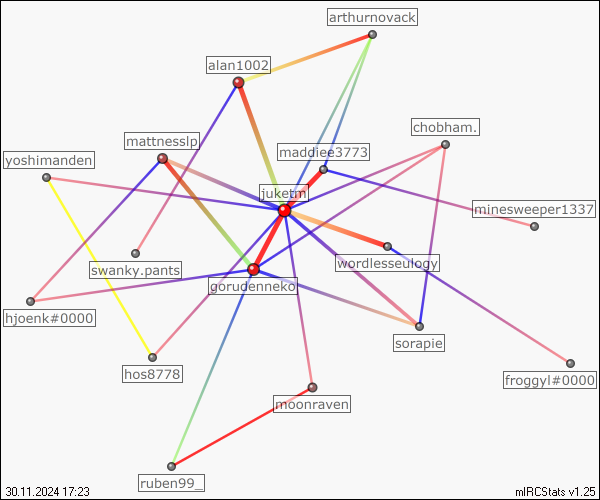 arthurnovack
alan1002
chobham.
mattnesslp
maddiee3773
yoshimanden
juketm
minesweeper1337
swanky.pants
wordlesseulogy
gorudenneko
hjoenk#0000
sorapie
hos8778
froggyl#0000
moonraven
ruben99_
30.11.2024 17:23
mIRCStats v1.25